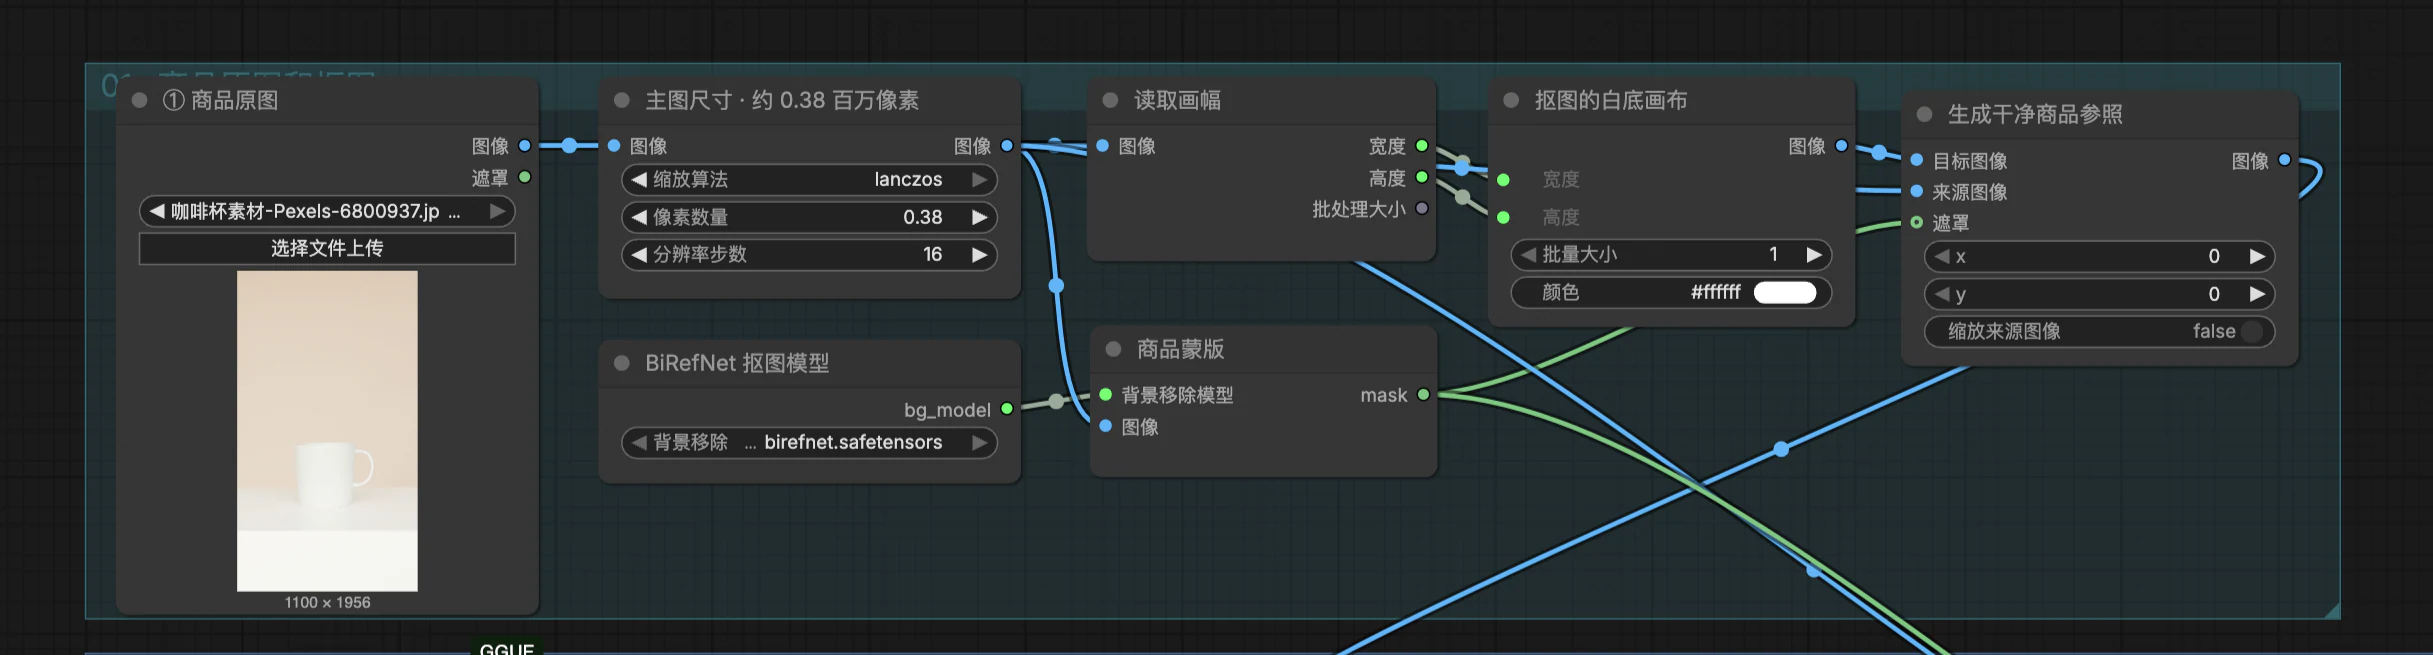 ① 商品原图
图像
遮罩
咖啡杯素材-Pexels-6800937.jp ...
选择文件上传
1100 × 1956
主图尺寸 · 约 0.38 百万像素
图像 图像
缩放算法 lanczos
像素数量 0.38
分辨率步数 16
BiRefNet 抠图模型
bg_model
背景移除 ... birefnet.safetensors
读取画幅
图像 宽度
高度
批处理大小
商品蒙版
背景移除模型 mask
图像
抠图的白底画布
图像
宽度
高度
批量大小 1
颜色 #ffffff
生成干净商品参照
目标图像 图像
来源图像
遮罩
x 0
y 0
缩放来源图像 false